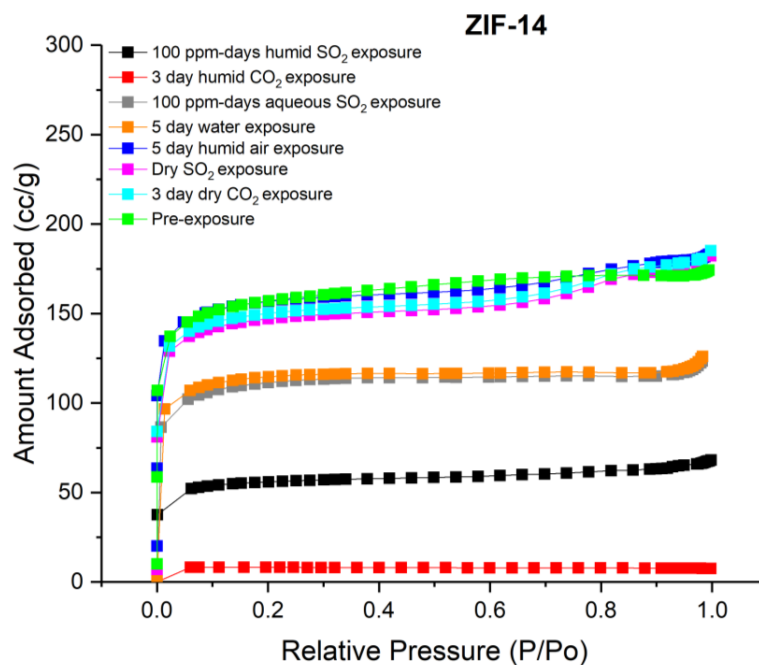 ZIF-14
300
250
200
150
100
50
0
Amount Adsorbed (cc/g)
100 ppm-days humid SO₂ exposure
3 day humid CO₂ exposure
100 ppm-days aqueous SO₂ exposure
5 day water exposure
5 day humid air exposure
Dry SO₂ exposure
3 day dry CO₂ exposure
Pre-exposure
0.0 0.2 0.4 0.6 0.8 1.0
Relative Pressure (P/Po)